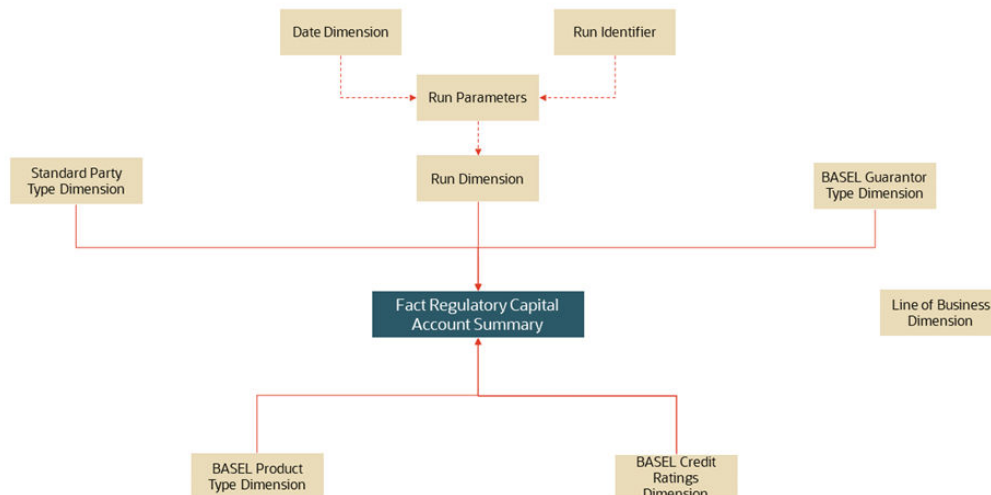 Date Dimension
Run Identifier
Run Parameters
Standard Party
Type Dimension
Run Dimension
BASEL Guarantor
Type Dimension
Fact Regulatory Capital
Account Summary
Line of Business
Dimension
BASEL Product
Type Dimension
BASEL Credit
Ratings
Dimension